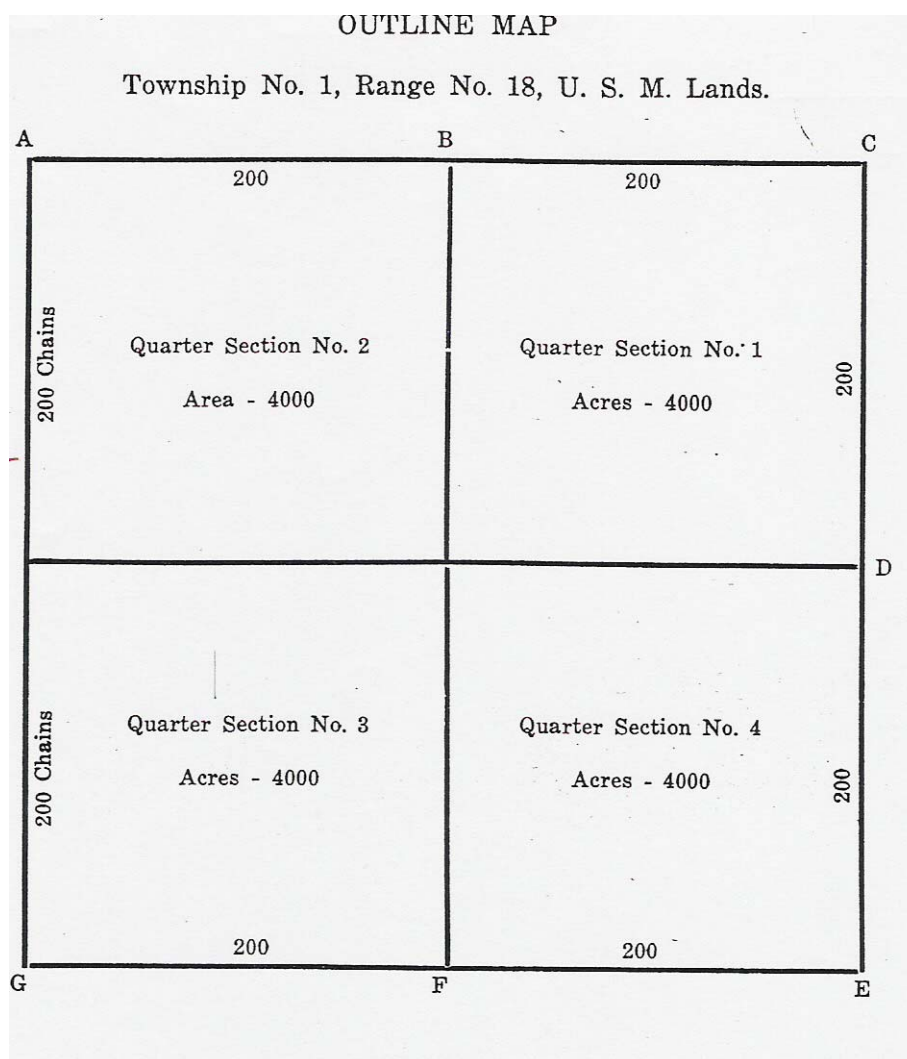 OUTLINE MAP
Township No. 1, Range No. 18, U. S. M. Lands.
A
B
C
200
200
200 Chains
Quarter Section No. 2
Area - 4000
Quarter Section No. 1
Acres - 4000
200
D
200 Chains
Quarter Section No. 3
Acres - 4000
Quarter Section No. 4
Acres - 4000
200
200
200
G
F
E